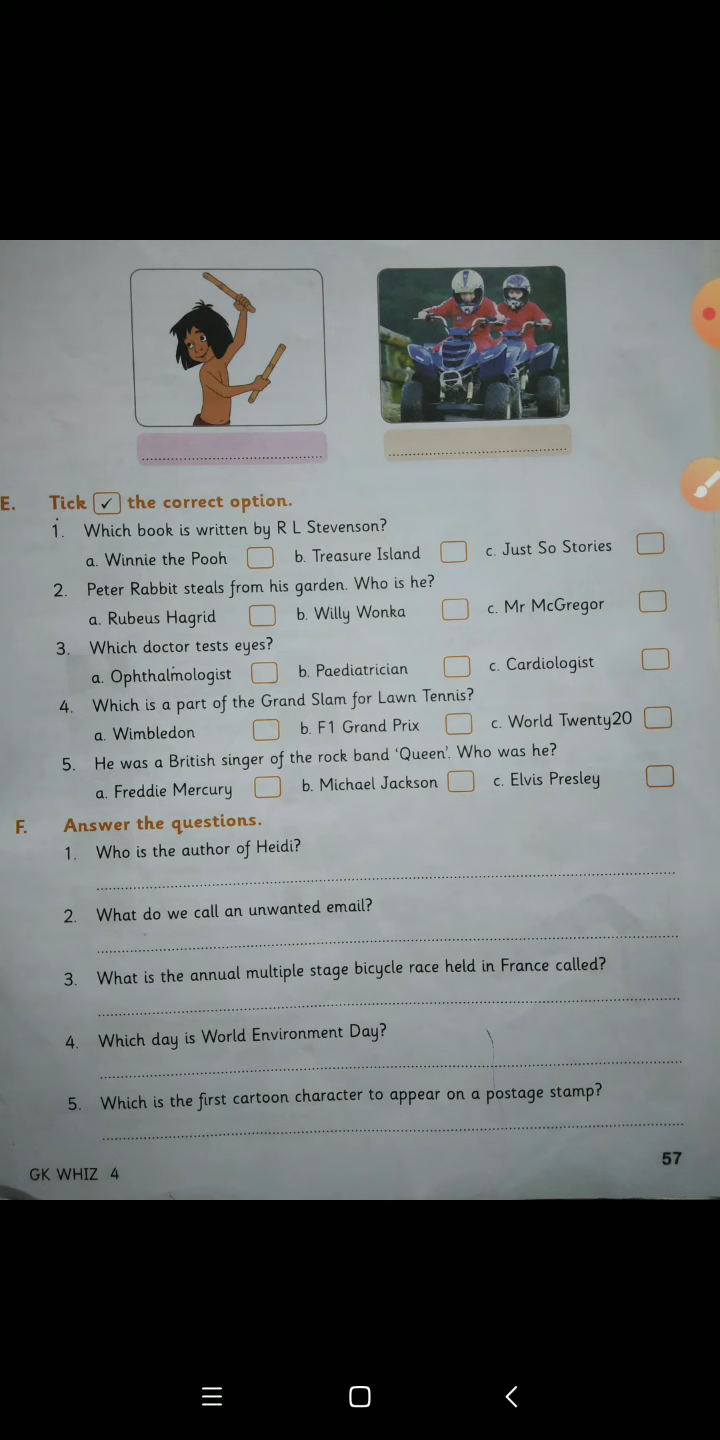 E. Tick ✓ the correct option.
1. Which book is written by R L Stevenson?
a. Winnie the Pooh b. Treasure Island c. Just So Stories
2. Peter Rabbit steals from his garden. Who is he?
a. Rubeus Hagrid b. Willy Wonka c. Mr McGregor
3. Which doctor tests eyes?
a. Ophthalmologist b. Paediatrician c. Cardiologist
4. Which is a part of the Grand Slam for Lawn Tennis?
a. Wimbledon b. F1 Grand Prix c. World Twenty20
5. He was a British singer of the rock band ‘Queen’. Who was he?
a. Freddie Mercury b. Michael Jackson c. Elvis Presley
F. Answer the questions.
1. Who is the author of Heidi?
2. What do we call an unwanted email?
3. What is the annual multiple stage bicycle race held in France called?
4. Which day is World Environment Day?
5. Which is the first cartoon character to appear on a postage stamp?
57
GK WHIZ 4